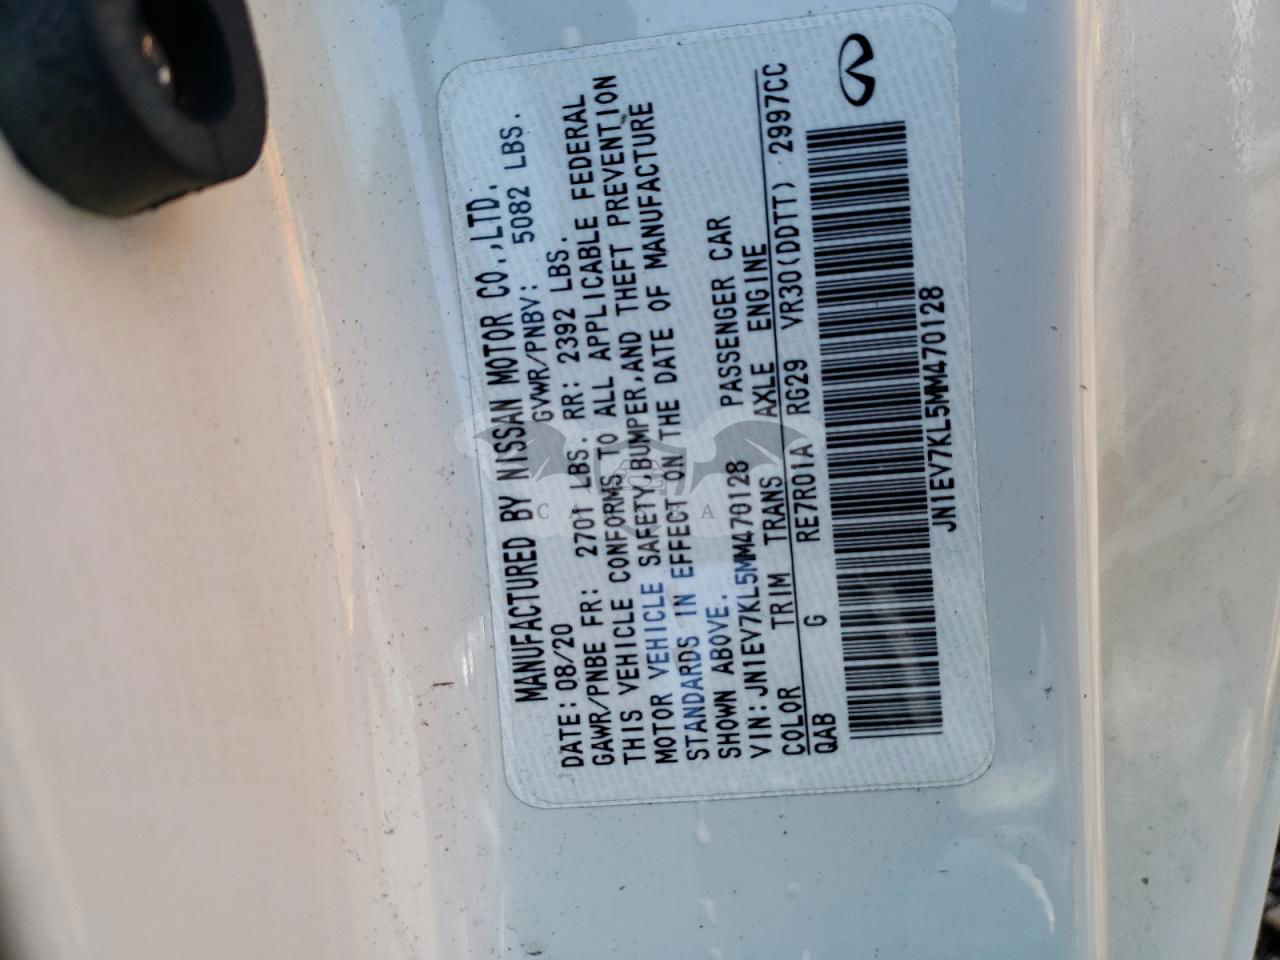 MANUFACTURED BY NISSAN MOTOR CO.,LTD.
DATE: 08/20 GVWR/PNBV: 5082 LBS.
GAWR/PNBE FR: 2701 LBS. RR: 2392 LBS.
THIS VEHICLE CONFORMS TO ALL APPLICABLE FEDERAL
MOTOR VEHICLE SAFETY,BUMPER,AND THEFT PREVENTION
STANDARDS IN EFFECT ON THE DATE OF MANUFACTURE
SHOWN ABOVE.
VIN:JN1EV7KL5MM470128 PASSENGER CAR
COLOR TRIM TRANS AXLE ENGINE
QAB G RE7R01A RG29 VR30(DDTT) 2997CC
JN1EV7KL5MM470128